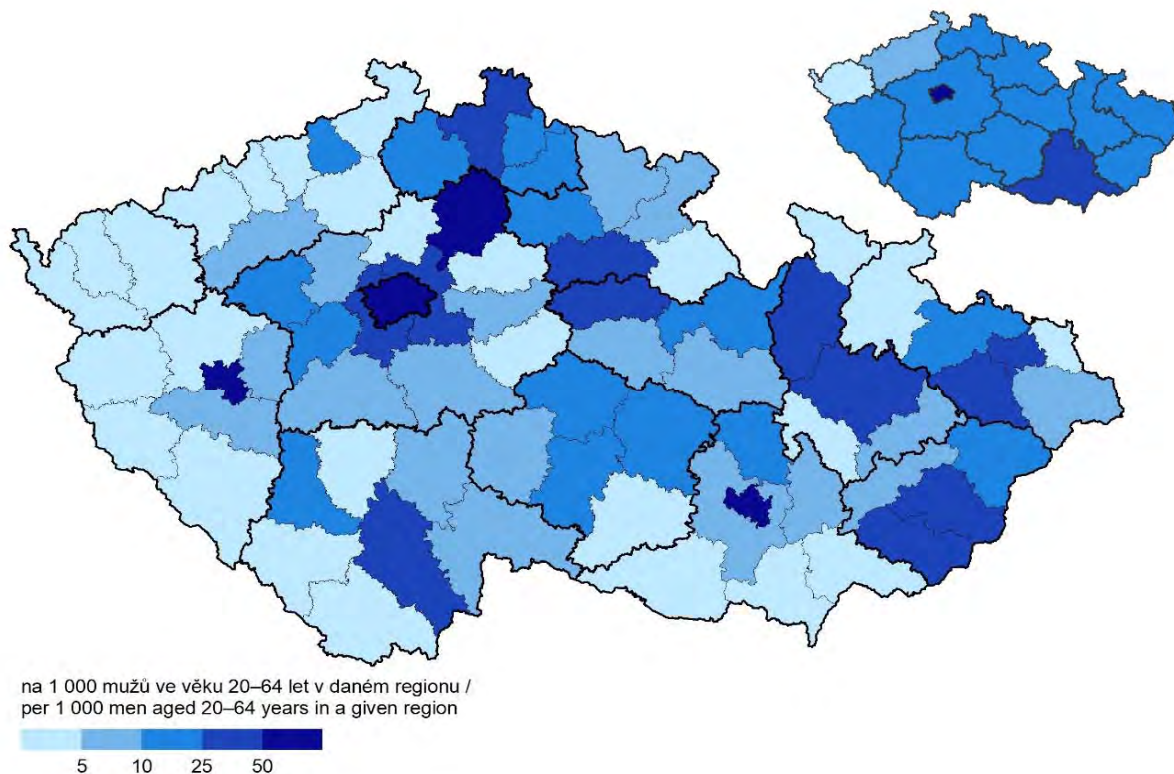 na 1 000 mužů ve věku 20–64 let v daném regionu /
per 1 000 men aged 20–64 years in a given region
5 10 25 50